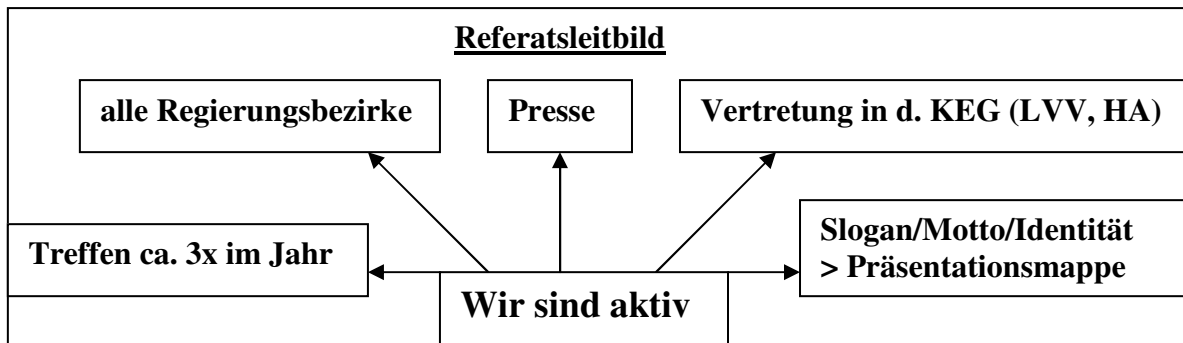 Referatsleitbild
alle Regierungsbezirke
Presse
Vertretung in d. KEG (LVV, HA)
Treffen ca. 3x im Jahr
Slogan/Motto/Identität
> Präsentationsmappe
Wir sind aktiv